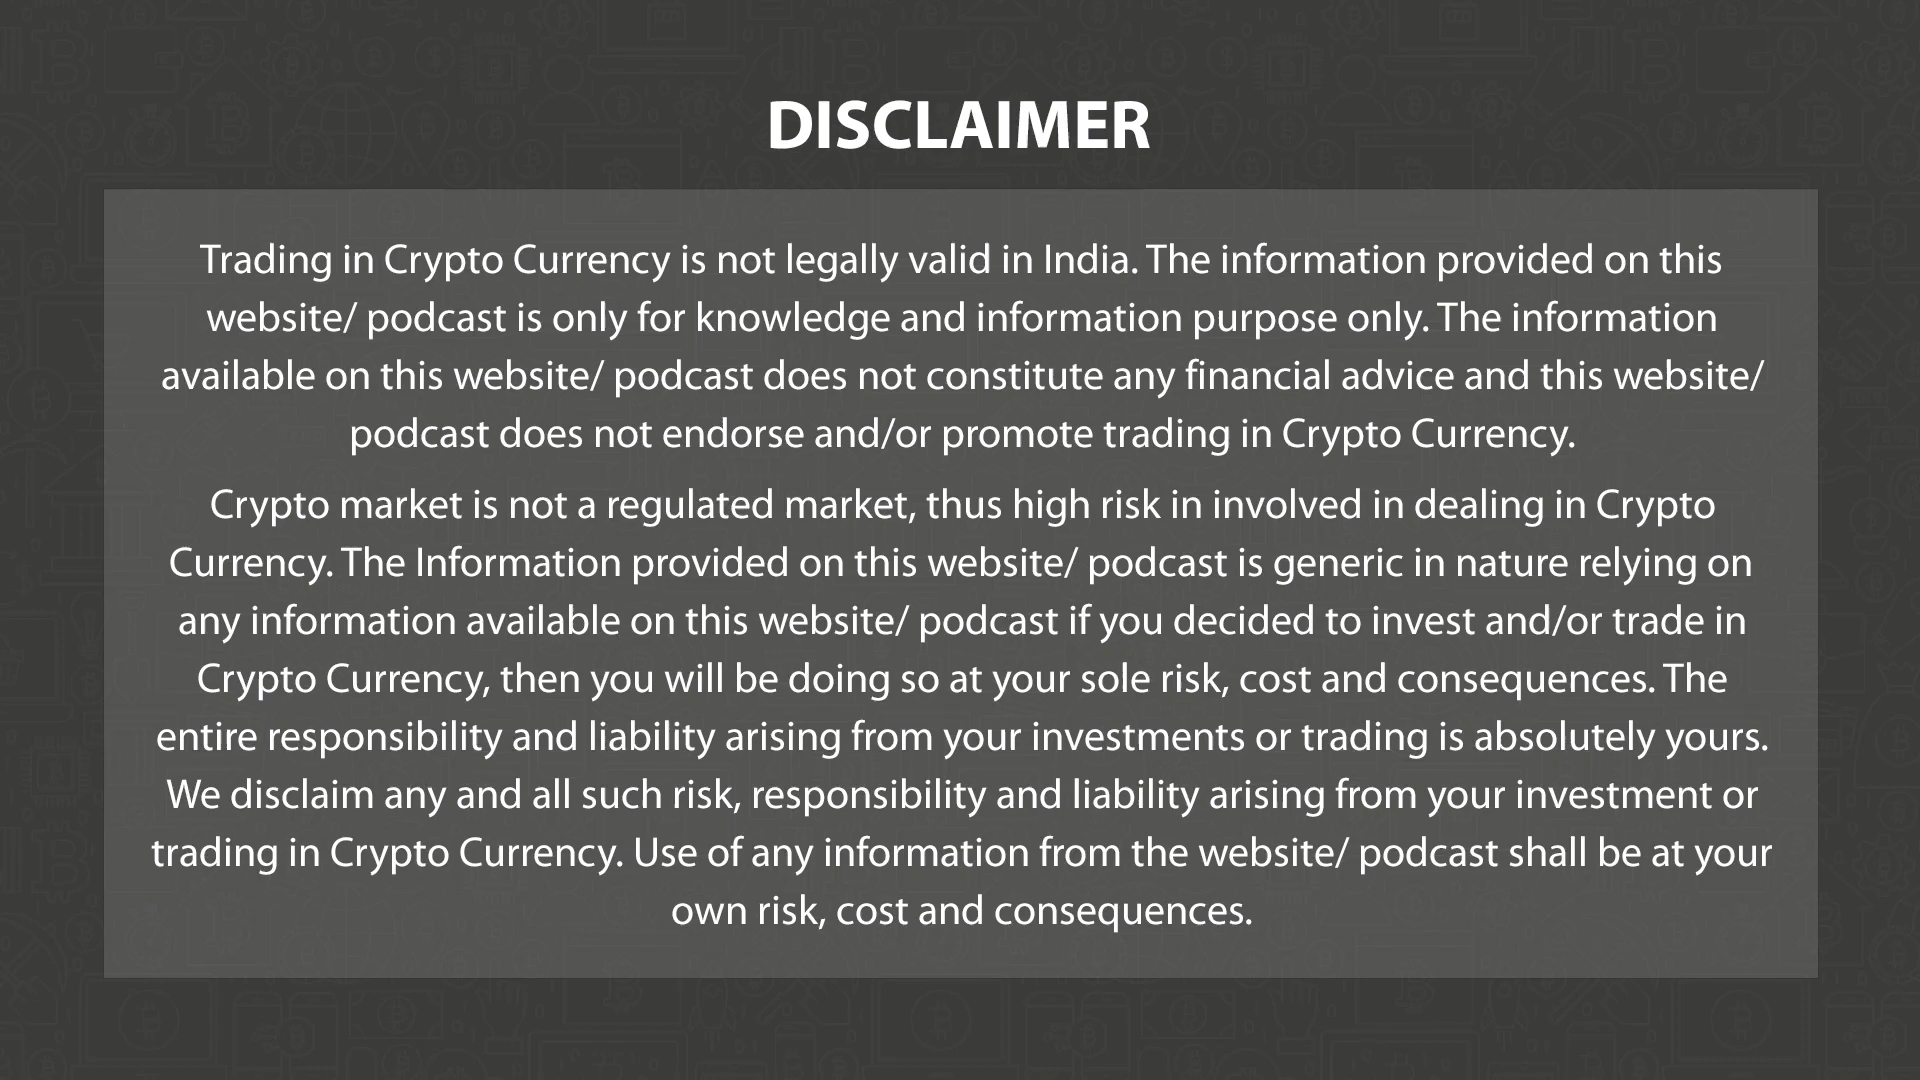 DISCLAIMER
Trading in Crypto Currency is not legally valid in India. The information provided on this
website/ podcast is only for knowledge and information purpose only. The information
available on this website/ podcast does not constitute any financial advice and this website/
podcast does not endorse and/or promote trading in Crypto Currency.
Crypto market is not a regulated market, thus high risk in involved in dealing in Crypto
Currency. The Information provided on this website/ podcast is generic in nature relying on
any information available on this website/ podcast if you decided to invest and/or trade in
Crypto Currency, then you will be doing so at your sole risk, cost and consequences. The
entire responsibility and liability arising from your investments or trading is absolutely yours.
We disclaim any and all such risk, responsibility and liability arising from your investment or
trading in Crypto Currency. Use of any information from the website/ podcast shall be at your
own risk, cost and consequences.